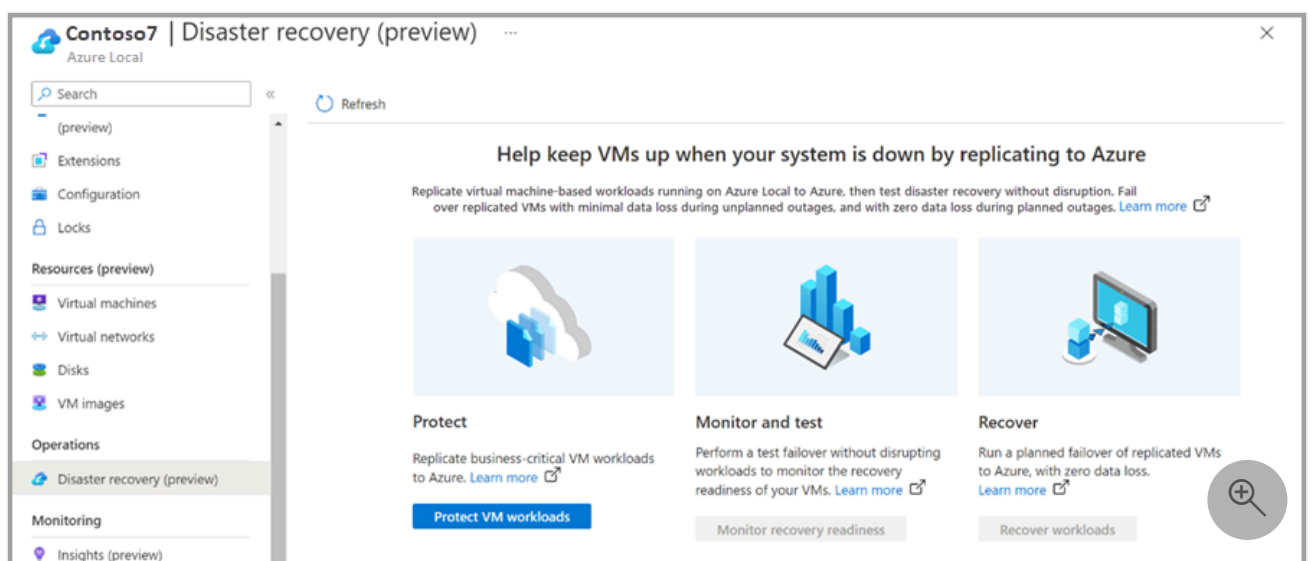 Contoso7 | Disaster recovery (preview) ...
Azure Local
Search
«
(preview)
Extensions
Configuration
Locks
Resources (preview)
Virtual machines
Virtual networks
Disks
VM images
Operations
Disaster recovery (preview)
Monitoring
Insights (preview)
Refresh
Help keep VMs up when your system is down by replicating to Azure
Replicate virtual machine-based workloads running on Azure Local to Azure, then test disaster recovery without disruption. Fail
over replicated VMs with minimal data loss during unplanned outages, and with zero data loss during planned outages. Learn more
Protect
Replicate business-critical VM workloads
to Azure. Learn more
Protect VM workloads
Monitor and test
Perform a test failover without disrupting
workloads to monitor the recovery
readiness of your VMs. Learn more
Monitor recovery readiness
Recover
Run a planned failover of replicated VMs
to Azure, with zero data loss.
Learn more
Recover workloads